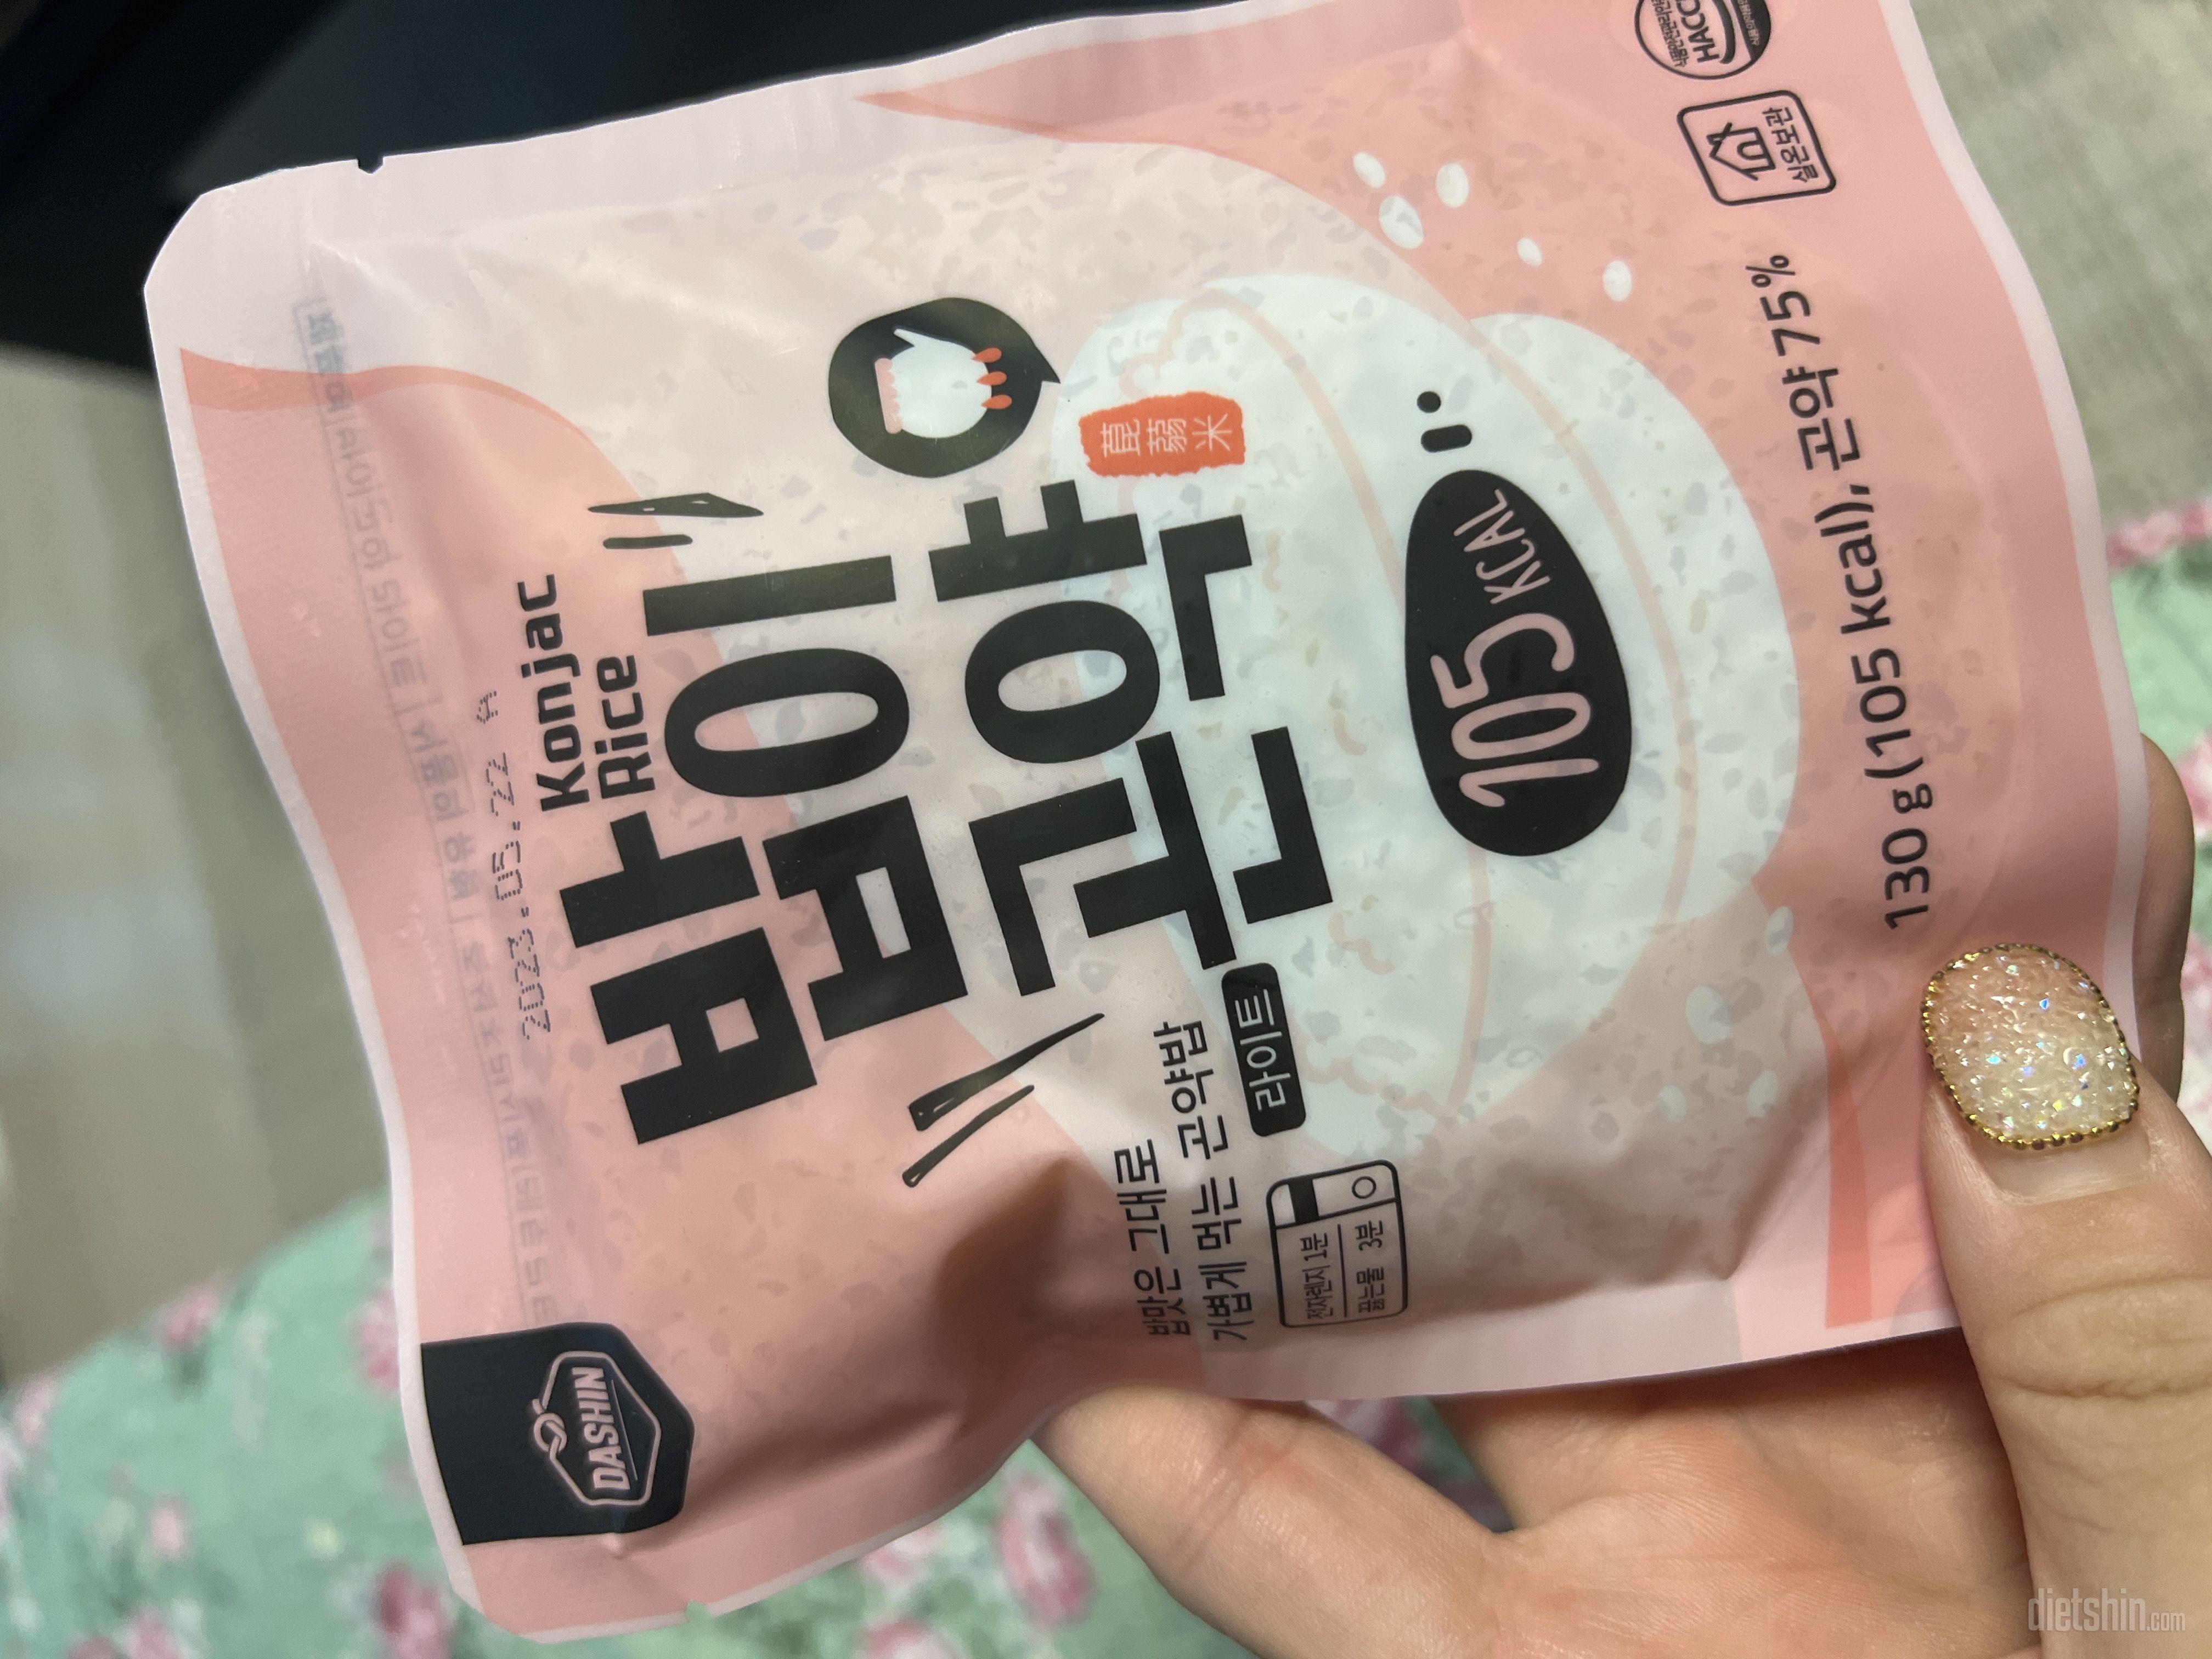 DASHIN
2023.05.22 A
Konjac
Rice
밥이
곤약
蒟蒻米
밥맛은 그대로
가볍게 먹는 곤약밥
라이트
전자렌지 1분
끓는물 3분
105 KCAL
130 g(105 kcal), 곤약 75%
실온보관
HACCP
dietshin.com